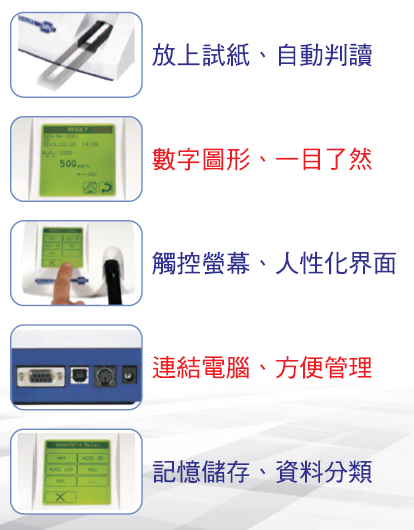 放上試紙、自動判讀
RESULT
500
數字圖形、一目了然
觸控螢幕、人性化界面
連結電腦、方便管理
記憶儲存、資料分類